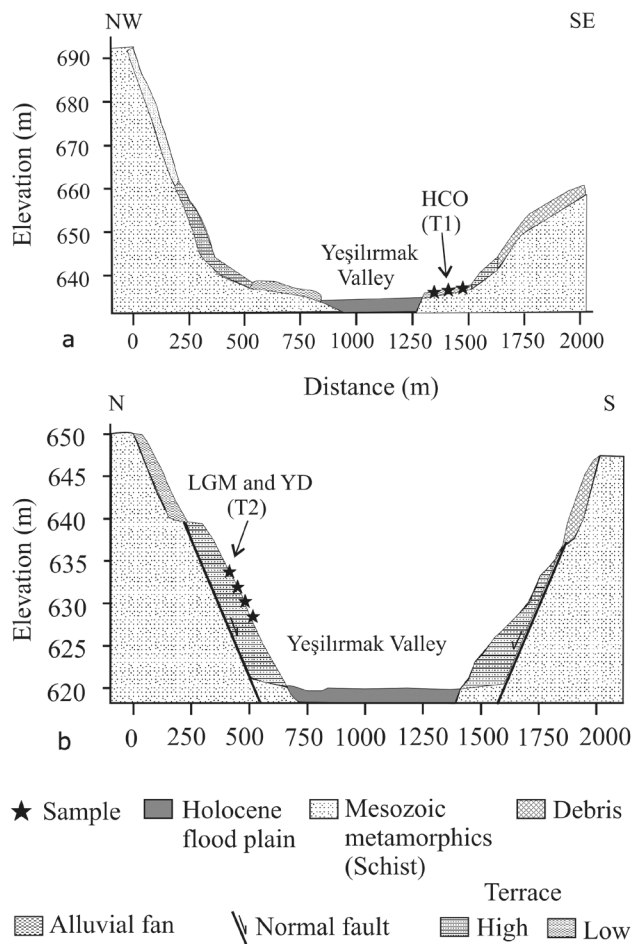 NW
SE
Elevation (m)
690
680
670
660
650
640
HCO
(T1)
Yeşilırmak
Valley
a
0 250 500 750 1000 1250 1500 1750 2000
Distance (m)
N
S
Elevation (m)
650
645
640
635
630
625
620
LGM and YD
(T2)
Yeşilırmak Valley
b
0 250 500 750 1000 1250 1500 1750 2000
Sample
Holocene
flood plain
Mesozoic
metamorphics
(Schist)
Debris
Alluvial fan
Normal fault
Terrace
High
Low